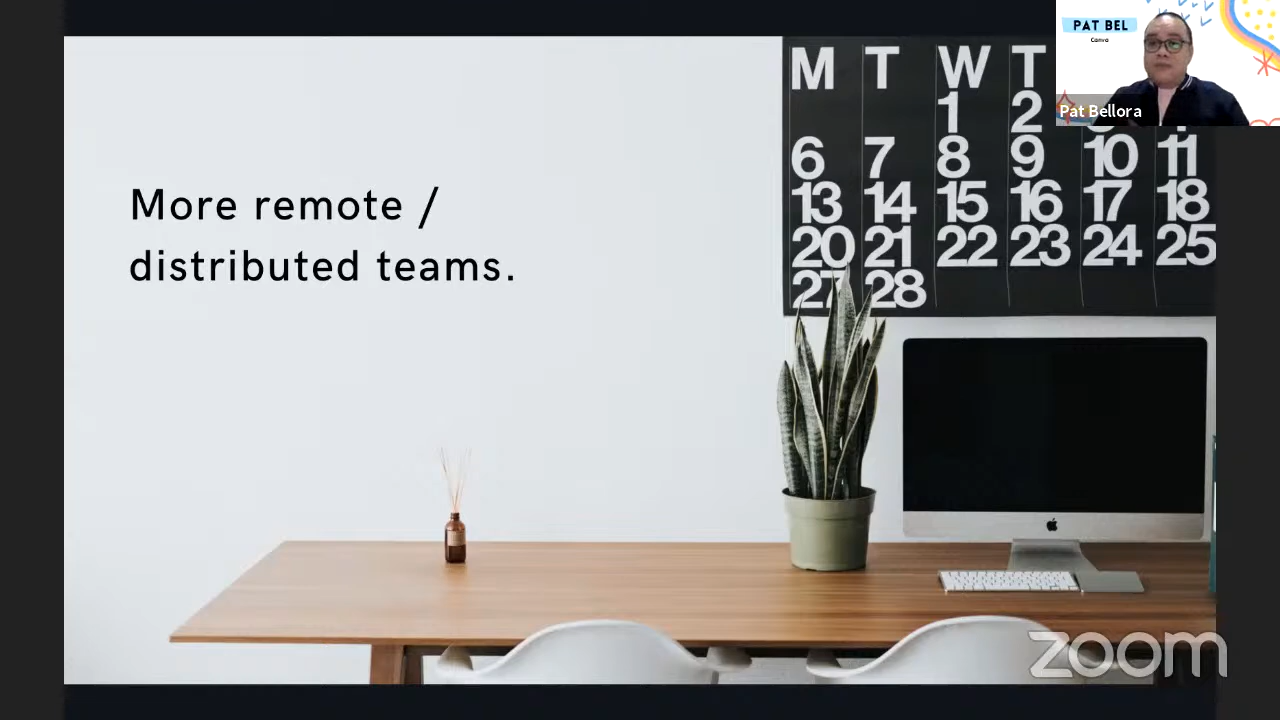 PAT BEL
Canva
Pat Bellora
More remote /
distributed teams.
M T W T
1 2
6 7 8 9 10 11
13 14 15 16 17 18
20 21 22 23 24 25
27 28
zoom